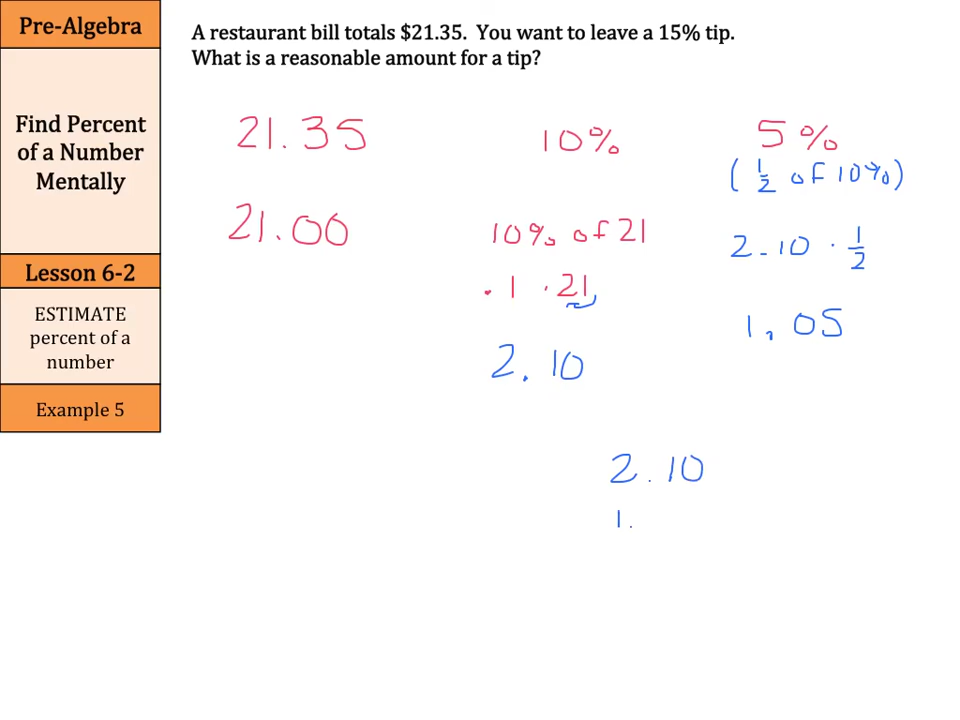 Pre-Algebra
Find Percent
of a Number
Mentally
Lesson 6-2
ESTIMATE
percent of a
number
Example 5
A restaurant bill totals $21.35. You want to leave a 15% tip.
What is a reasonable amount for a tip?
21.35
21.00
10%
10% of 21
.1 · 21
2.10
5%
(1/2 of 10%)
2.10 · 1/2
1.05
2.10
1.